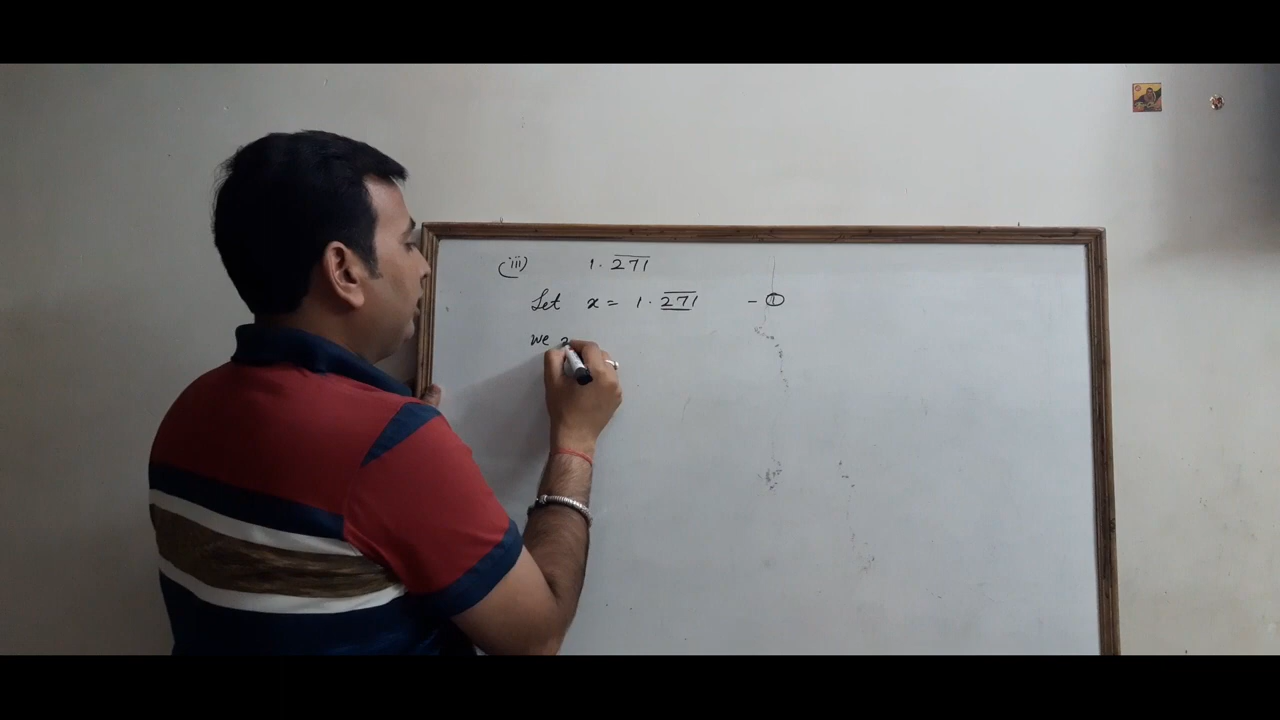 (iii) 1.2̅7̅1̅
Let x = 1.2̅7̅1̅ - ①
we